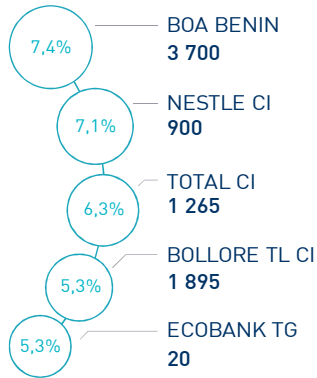 7,4%
BOA BENIN
3 700
7,1%
NESTLE CI
900
6,3%
TOTAL CI
1 265
5,3%
BOLLORE TL CI
1 895
5,3%
ECOBANK TG
20